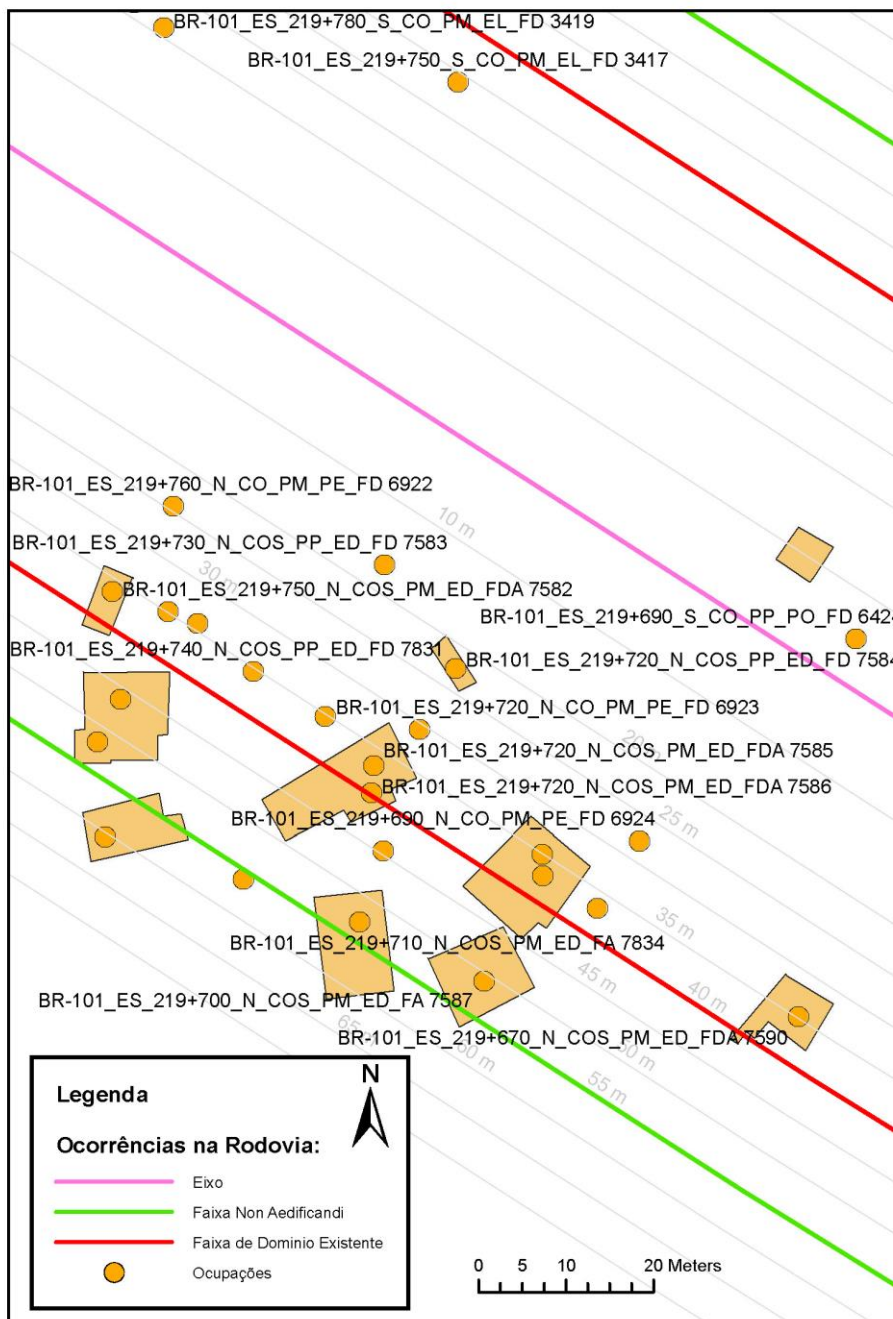 BR-101_ES_219+780_S_CO_PM_EL_FD 3419
BR-101_ES_219+750_S_CO_PM_EL_FD 3417
BR-101_ES_219+760_N_CO_PM_PE_FD 6922
10 m
BR-101_ES_219+730_N_COS_PP_ED_FD 7583
30 m
BR-101_ES_219+750_N_COS_PM_ED_FDA 7582
BR-101_ES_219+690_S_CO_PP_PO_FD
BR-101_ES_219+740_N_COS_PP_ED_FD 7831
BR-101_ES_219+720_N_COS_PP_ED_FD 7584
BR-101_ES_219+720_N_CO_PM_PE_FD 6923
20
BR-101_ES_219+720_N_COS_PM_ED_FDA 7585
BR-101_ES_219+720_N_COS_PM_ED_FDA 7586
BR-101_ES_219+690_N_CO_PM_PE_FD 6924
25 m
35 m
BR-101_ES_219+710_N_COS_PM_ED_FA 7834
45 m
40 m
BR-101_ES_219+700_N_COS_PM_ED_FA 7587
65 m
BR-101_ES_219+670_N_COS_PM_ED_FDA 7590
60 m
50 m
55 m
N
Legenda
Ocorrências na Rodovia:
Eixo
Faixa Non Aedificandi
Faixa de Dominio Existente
Ocupações
0 5 10 20 Meters